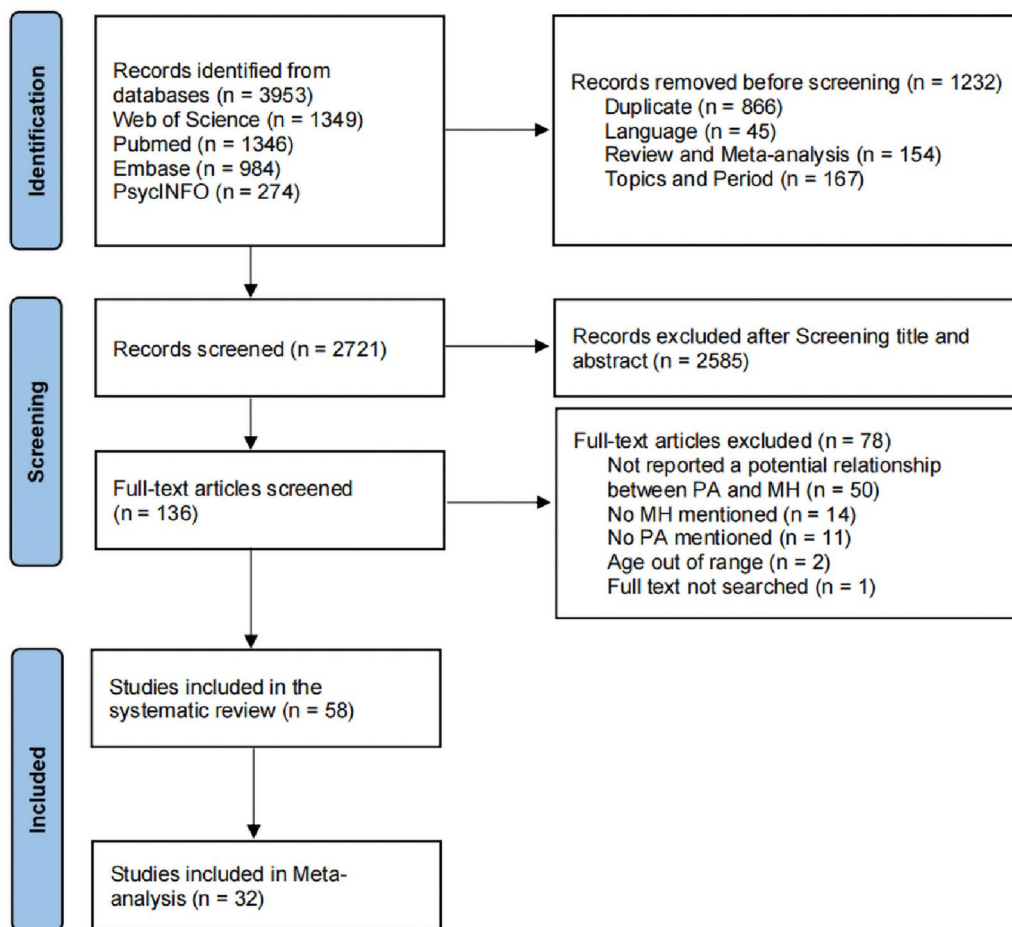 Identification
Records identified from
databases (n = 3953)
Web of Science (n = 1349)
Pubmed (n = 1346)
Embase (n = 984)
PsycINFO (n = 274)
Records removed before screening (n = 1232)
Duplicate (n = 866)
Language (n = 45)
Review and Meta-analysis (n = 154)
Topics and Period (n = 167)
Screening
Records screened (n = 2721)
Records excluded after Screening title and
abstract (n = 2585)
Full-text articles screened
(n = 136)
Full-text articles excluded (n = 78)
Not reported a potential relationship
between PA and MH (n = 50)
No MH mentioned (n = 14)
No PA mentioned (n = 11)
Age out of range (n = 2)
Full text not searched (n = 1)
Included
Studies included in the
systematic review (n = 58)
Studies included in Meta-
analysis (n = 32)